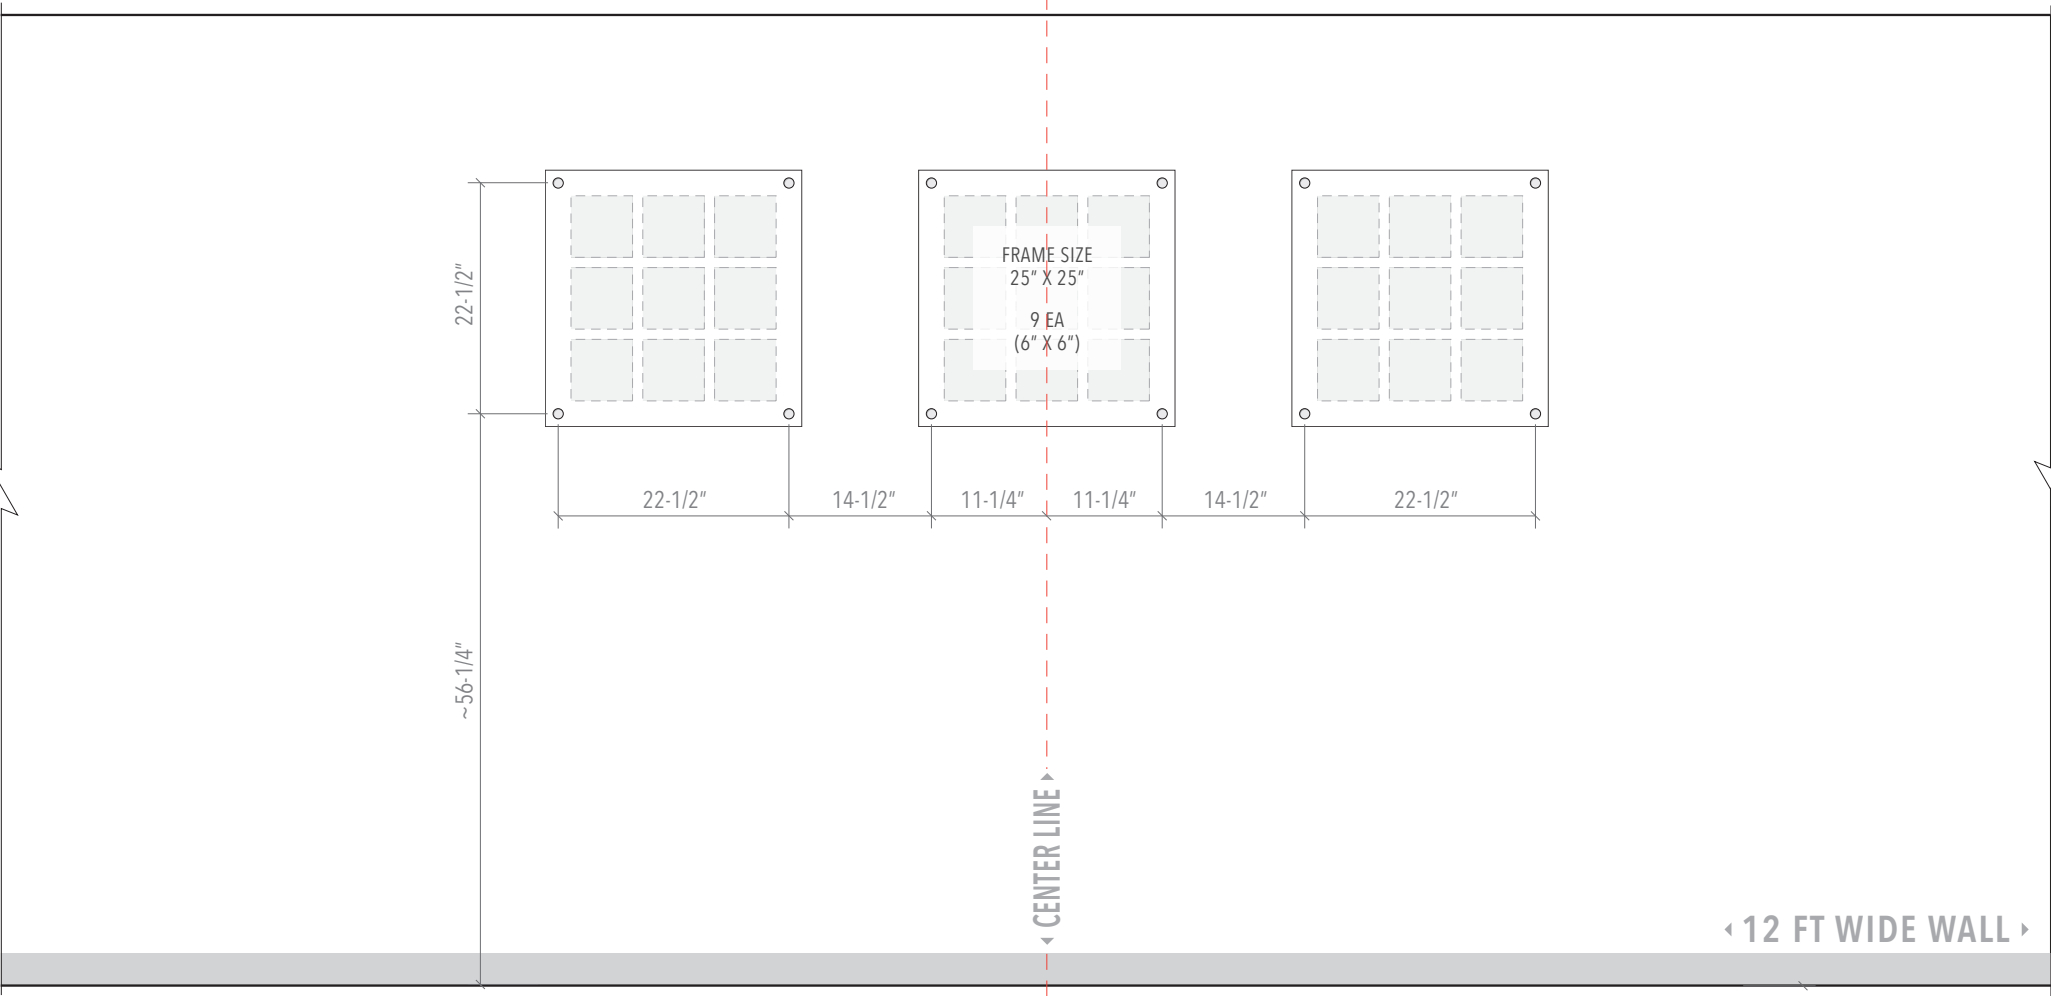 FRAME SIZE
25" X 25"
9 EA
(6" X 6")
22-1/2"
22-1/2"
14-1/2"
11-1/4"
11-1/4"
14-1/2"
22-1/2"
~56-1/4"
CENTER LINE
12 FT WIDE WALL